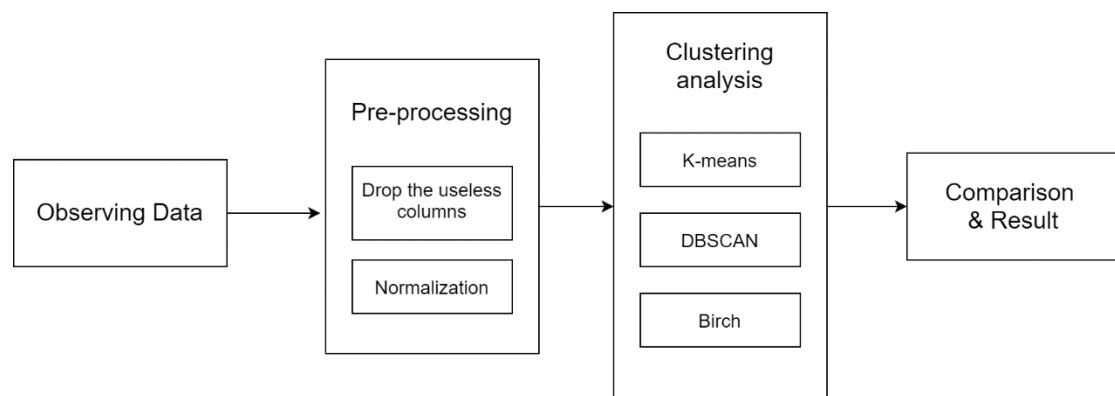 Observing Data
Pre-processing
Drop the useless
columns
Normalization
Clustering
analysis
K-means
DBSCAN
Birch
Comparison
& Result